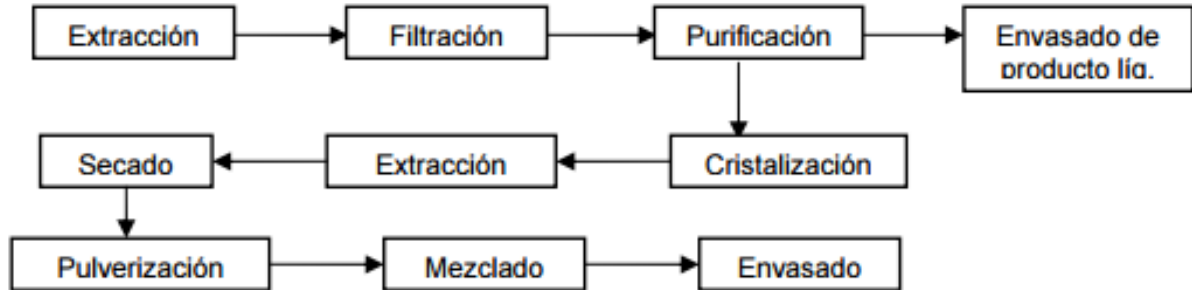 Extracción
Filtración
Purificación
Envasado de
producto líq.
Secado
Extracción
Cristalización
Pulverización
Mezclado
Envasado